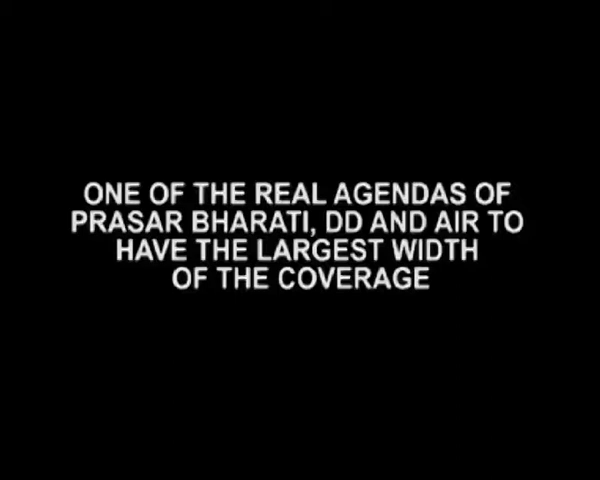 ONE OF THE REAL AGENDAS OF
PRASAR BHARATI, DD AND AIR TO
HAVE THE LARGEST WIDTH
OF THE COVERAGE